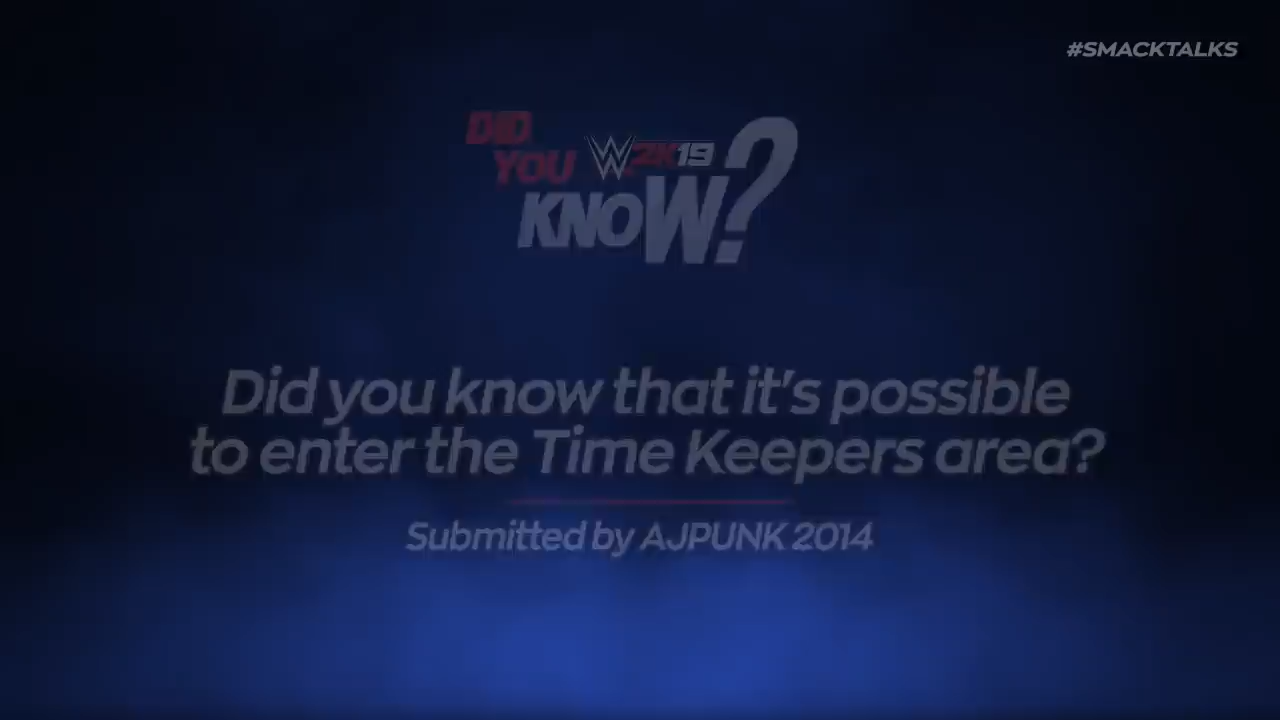 #SMACKTALKS
DID
YOU W 2K19
KNOW?
Did you know that it's possible
to enter the Time Keepers area?
Submitted by AJPUNK 2014